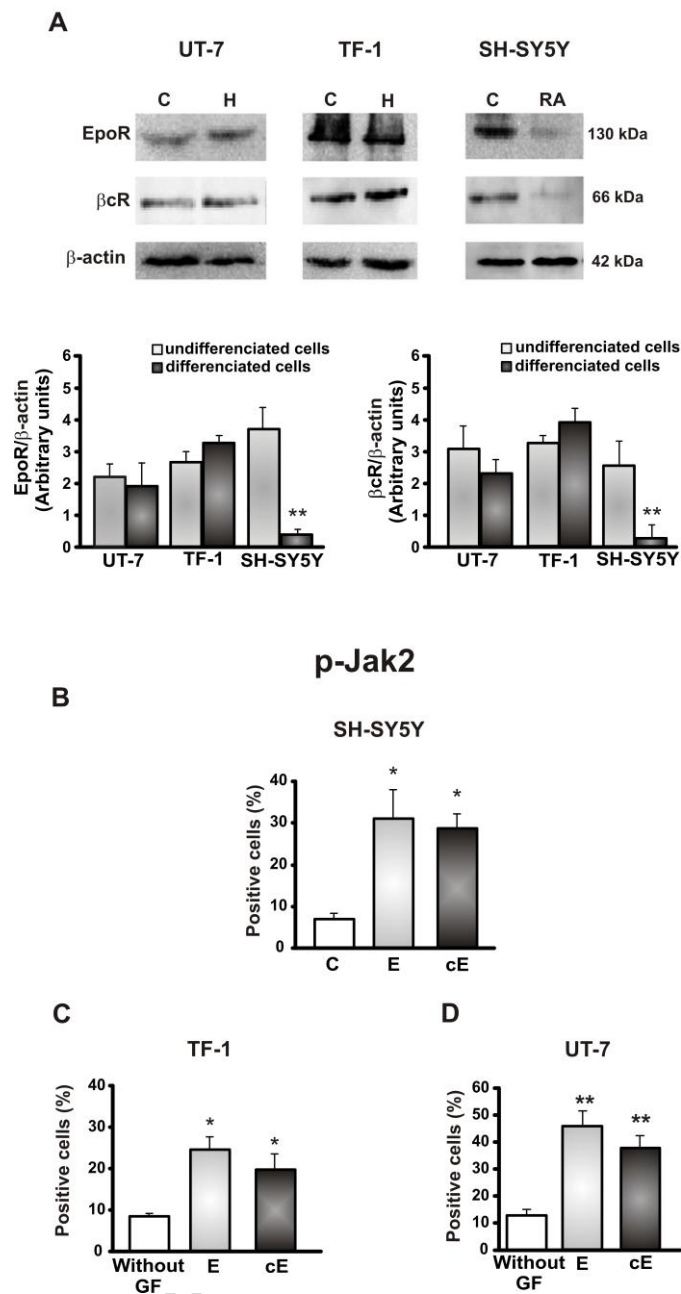 A
UT-7 TF-1 SH-SY5Y
C H C H C RA
EpoR 130 kDa
βcR 66 kDa
β-actin 42 kDa
undifferenciated cells
differenciated cells
EpoR/β-actin
(Arbitrary units)
6
5
4
3
2
1
0
**
UT-7 TF-1 SH-SY5Y
undifferenciated cells
differenciated cells
βcR/β-actin
(Arbitrary units)
6
5
4
3
2
1
0
**
UT-7 TF-1 SH-SY5Y
p-Jak2
B
SH-SY5Y
Positive cells (%)
40
30
20
10
0
* *
C E cE
C
TF-1
Positive cells (%)
40
20
10
0
* *
Without E cE
GF
D
UT-7
Positive cells (%)
60
50
40
30
20
10
0
** **
Without E cE
GF